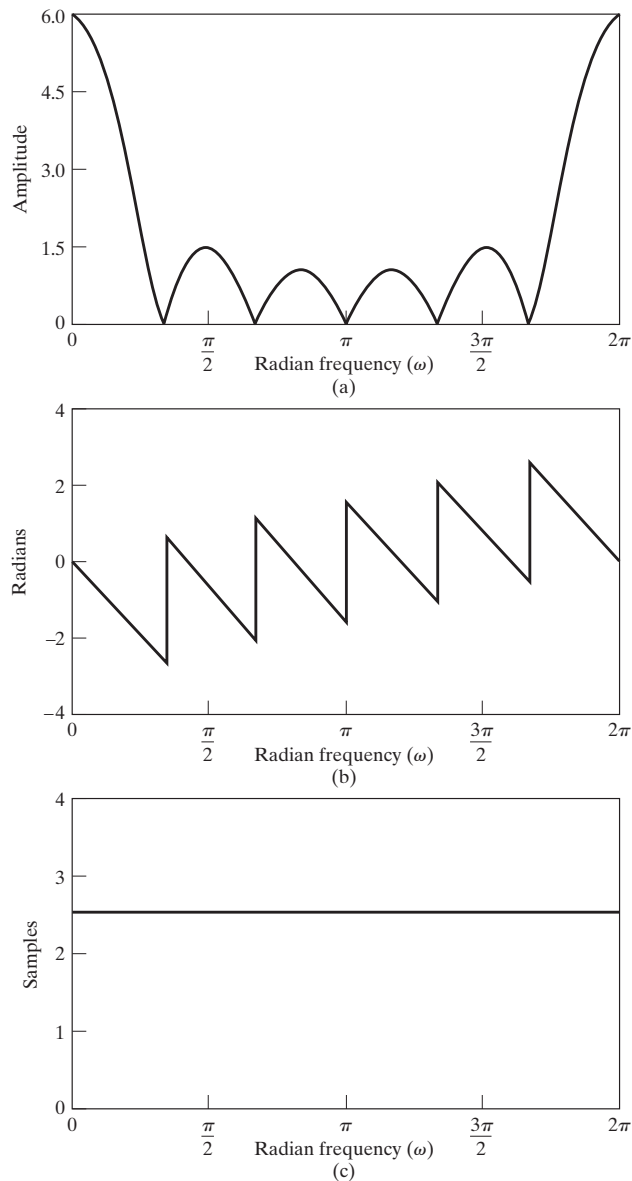 6.0
4.5
3.0
1.5
0
Amplitude
0
π/2
π
3π/2
2π
Radian frequency (ω)
(a)
4
2
0
−2
−4
Radians
0
π/2
π
3π/2
2π
Radian frequency (ω)
(b)
4
3
2
1
0
Samples
0
π/2
π
3π/2
2π
Radian frequency (ω)
(c)